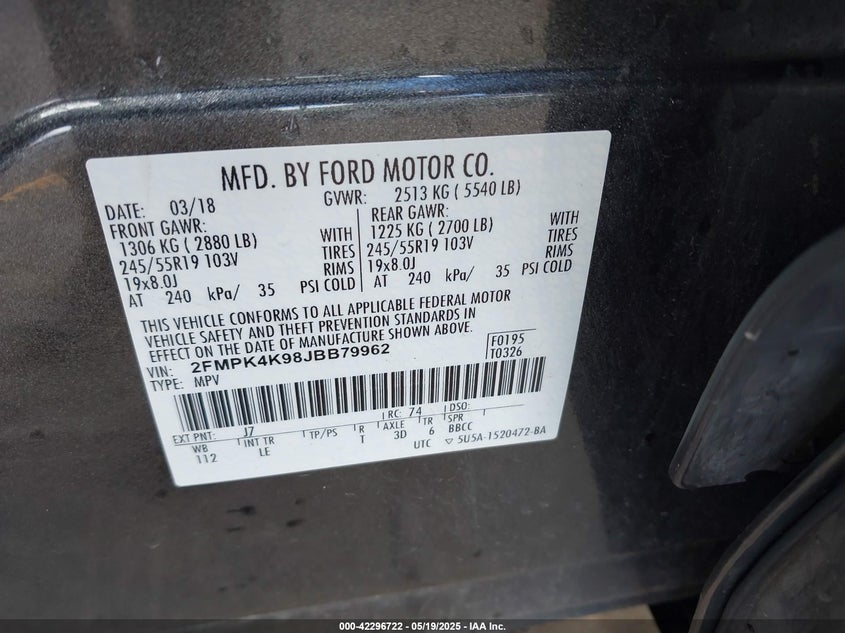 MFD. BY FORD MOTOR CO.
DATE: 03/18 GVWR: 2513 KG ( 5540 LB)
FRONT GAWR: REAR GAWR:
1306 KG ( 2880 LB) WITH 1225 KG ( 2700 LB) WITH
245/55R19 103V TIRES 245/55R19 103V TIRES
19x8.0J RIMS 19x8.0J RIMS
AT 240 kPa/ 35 PSI COLD AT 240 kPa/ 35 PSI COLD
THIS VEHICLE CONFORMS TO ALL APPLICABLE FEDERAL MOTOR
VEHICLE SAFETY AND THEFT PREVENTION STANDARDS IN
EFFECT ON THE DATE OF MANUFACTURE SHOWN ABOVE.
VIN: 2FMPK4K98JBB79962 F0195
TYPE: MPV T0326
EXT PNT: J7 RC: 74 DSO:
WB INT TR TP/PS R AXLE TR SPR
112 LE T 3D 6 BBCC
UTC ▽ 5U5A-1520472-BA
000-42296722 - 05/19/2025 - IAA Inc.